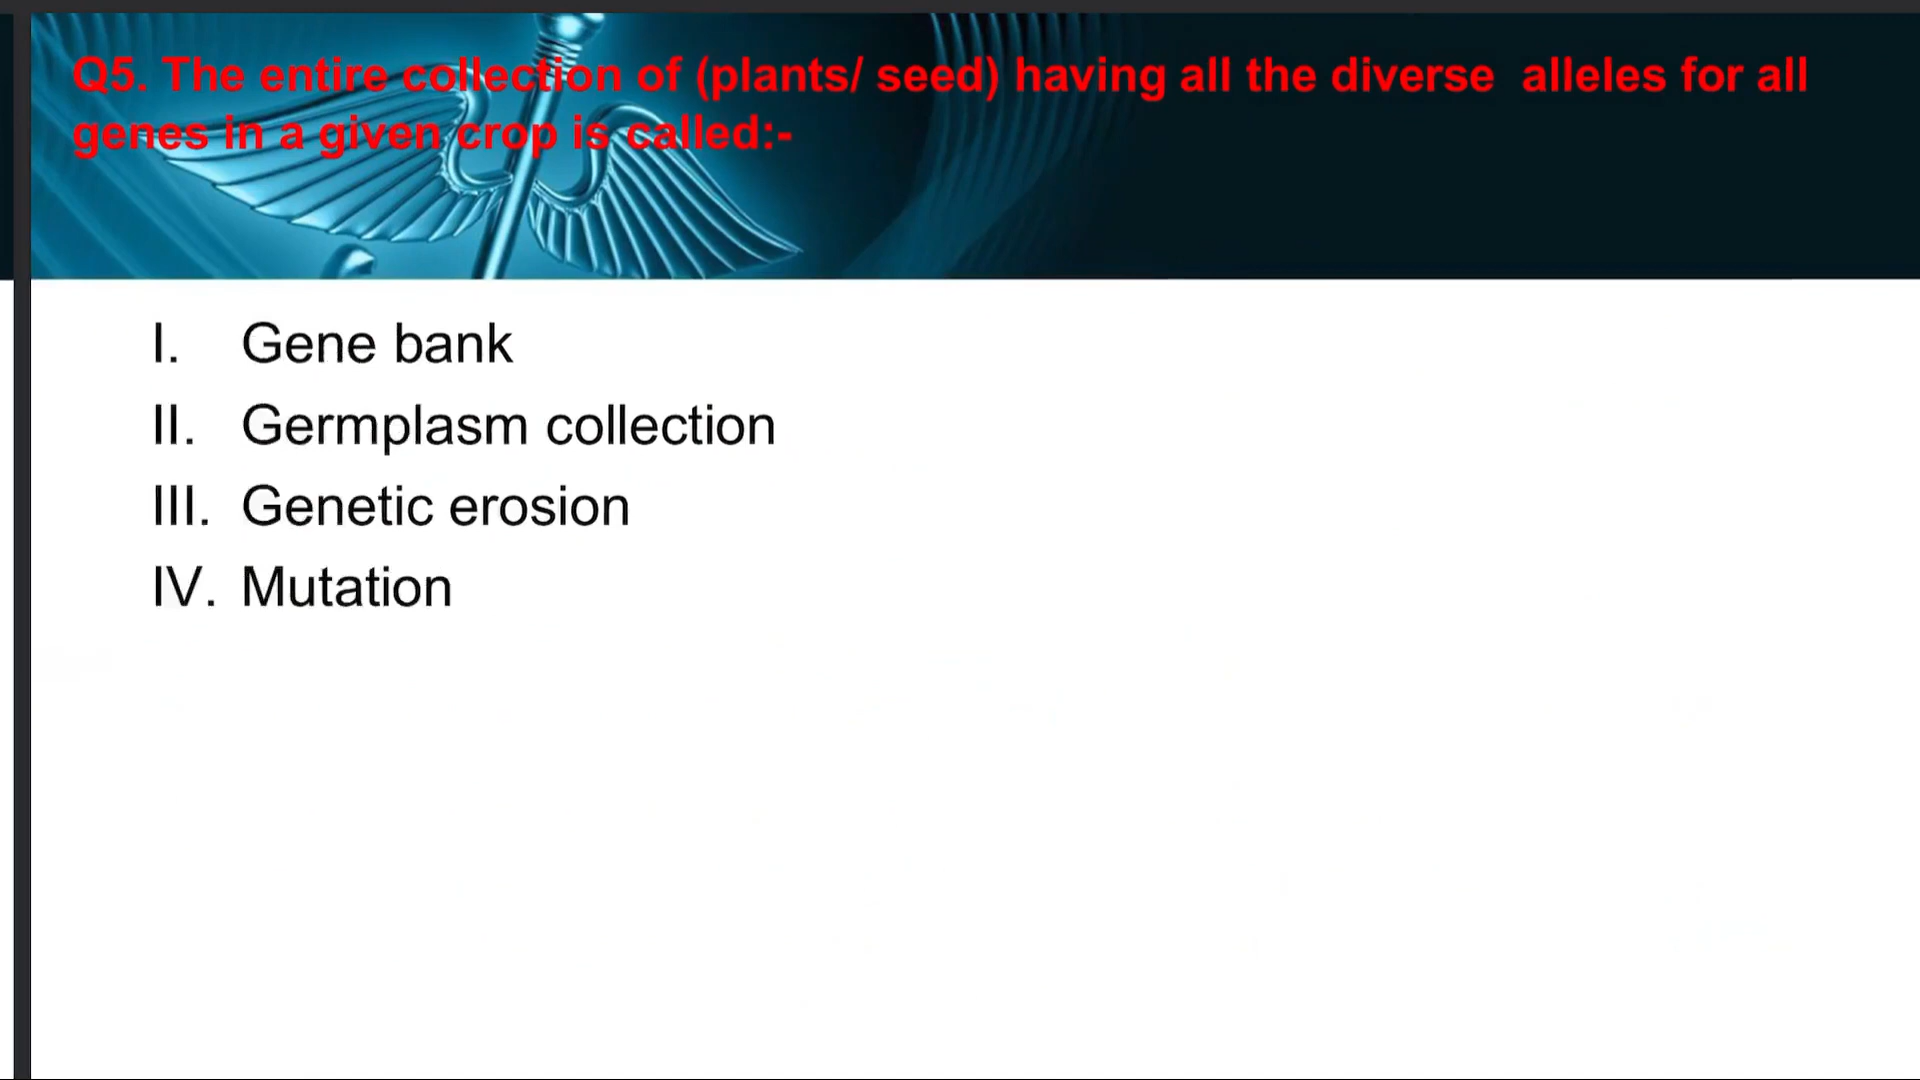 Q5. The entire collection of (plants/ seed) having all the diverse  alleles for all
genes in a given crop is called:-
I. Gene bank
II. Germplasm collection
III. Genetic erosion
IV. Mutation